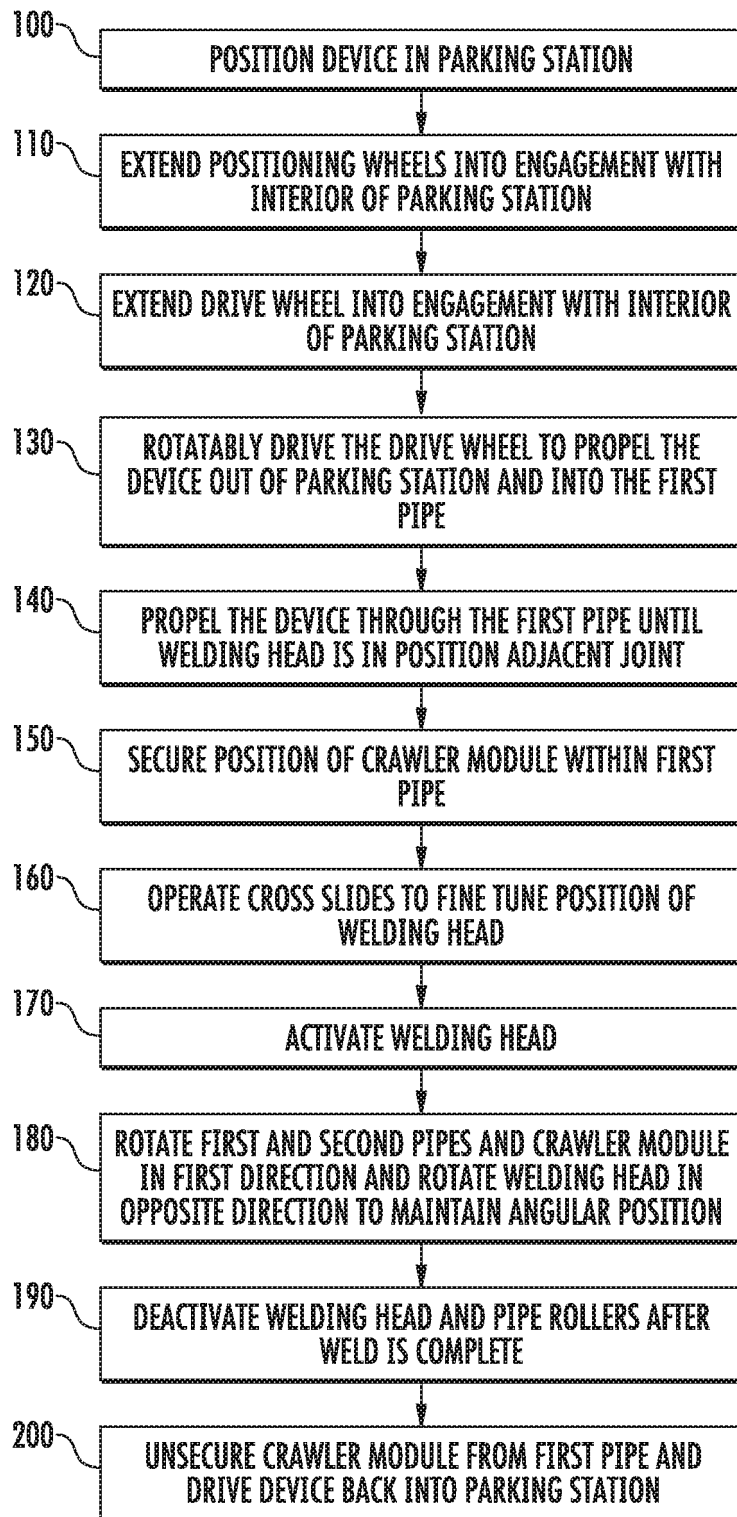 100
POSITION DEVICE IN PARKING STATION
110
EXTEND POSITIONING WHEELS INTO ENGAGEMENT WITH
INTERIOR OF PARKING STATION
120
EXTEND DRIVE WHEEL INTO ENGAGEMENT WITH INTERIOR
OF PARKING STATION
130
ROTATABLY DRIVE THE DRIVE WHEEL TO PROPEL THE
DEVICE OUT OF PARKING STATION AND INTO THE FIRST
PIPE
140
PROPEL THE DEVICE THROUGH THE FIRST PIPE UNTIL
WELDING HEAD IS IN POSITION ADJACENT JOINT
150
SECURE POSITION OF CRAWLER MODULE WITHIN FIRST
PIPE
160
OPERATE CROSS SLIDES TO FINE TUNE POSITION OF
WELDING HEAD
170
ACTIVATE WELDING HEAD
180
ROTATE FIRST AND SECOND PIPES AND CRAWLER MODULE
IN FIRST DIRECTION AND ROTATE WELDING HEAD IN
OPPOSITE DIRECTION TO MAINTAIN ANGULAR POSITION
190
DEACTIVATE WELDING HEAD AND PIPE ROLLERS AFTER
WELD IS COMPLETE
200
UNSECURE CRAWLER MODULE FROM FIRST PIPE AND
DRIVE DEVICE BACK INTO PARKING STATION